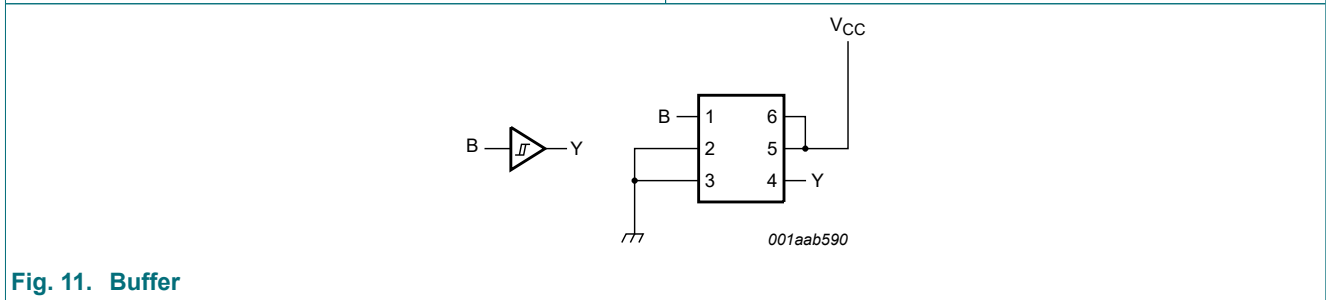 VCC
B 1 6
B Y 2 5
3 4 Y
001aab590
Fig. 11. Buffer